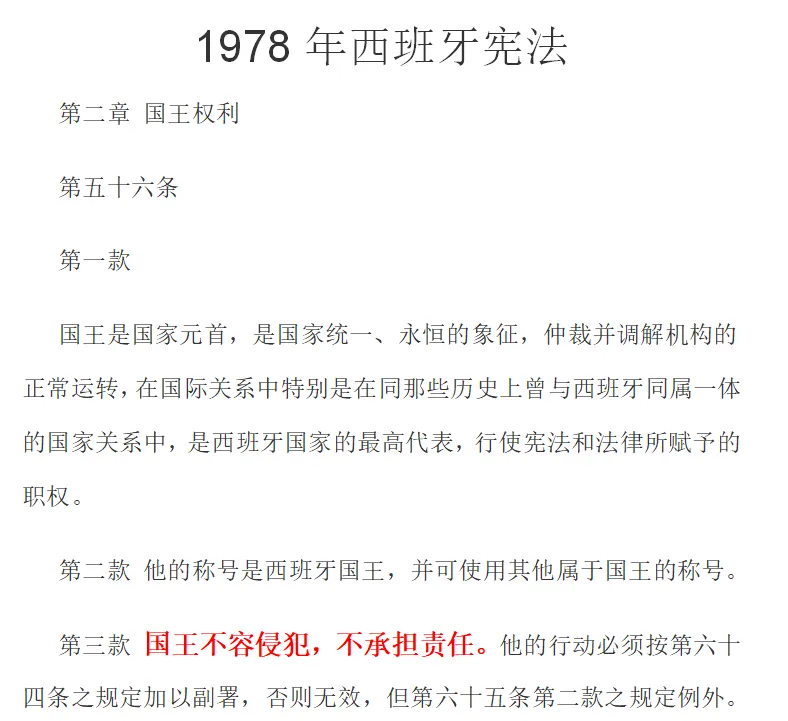 1978 年西班牙宪法
第二章 国王权利
第五十六条
第一款
国王是国家元首，是国家统一、永恒的象征，仲裁并调解机构的
正常运转，在国际关系中特别是在同那些历史上曾与西班牙同属一体
的国家关系中，是西班牙国家的最高代表，行使宪法和法律所赋予的
职权。
第二款 他的称号是西班牙国王，并可使用其他属于国王的称号。
第三款 国王不容侵犯，不承担责任。他的行动必须按第六十
四条之规定加以副署，否则无效，但第六十五条第二款之规定例外。